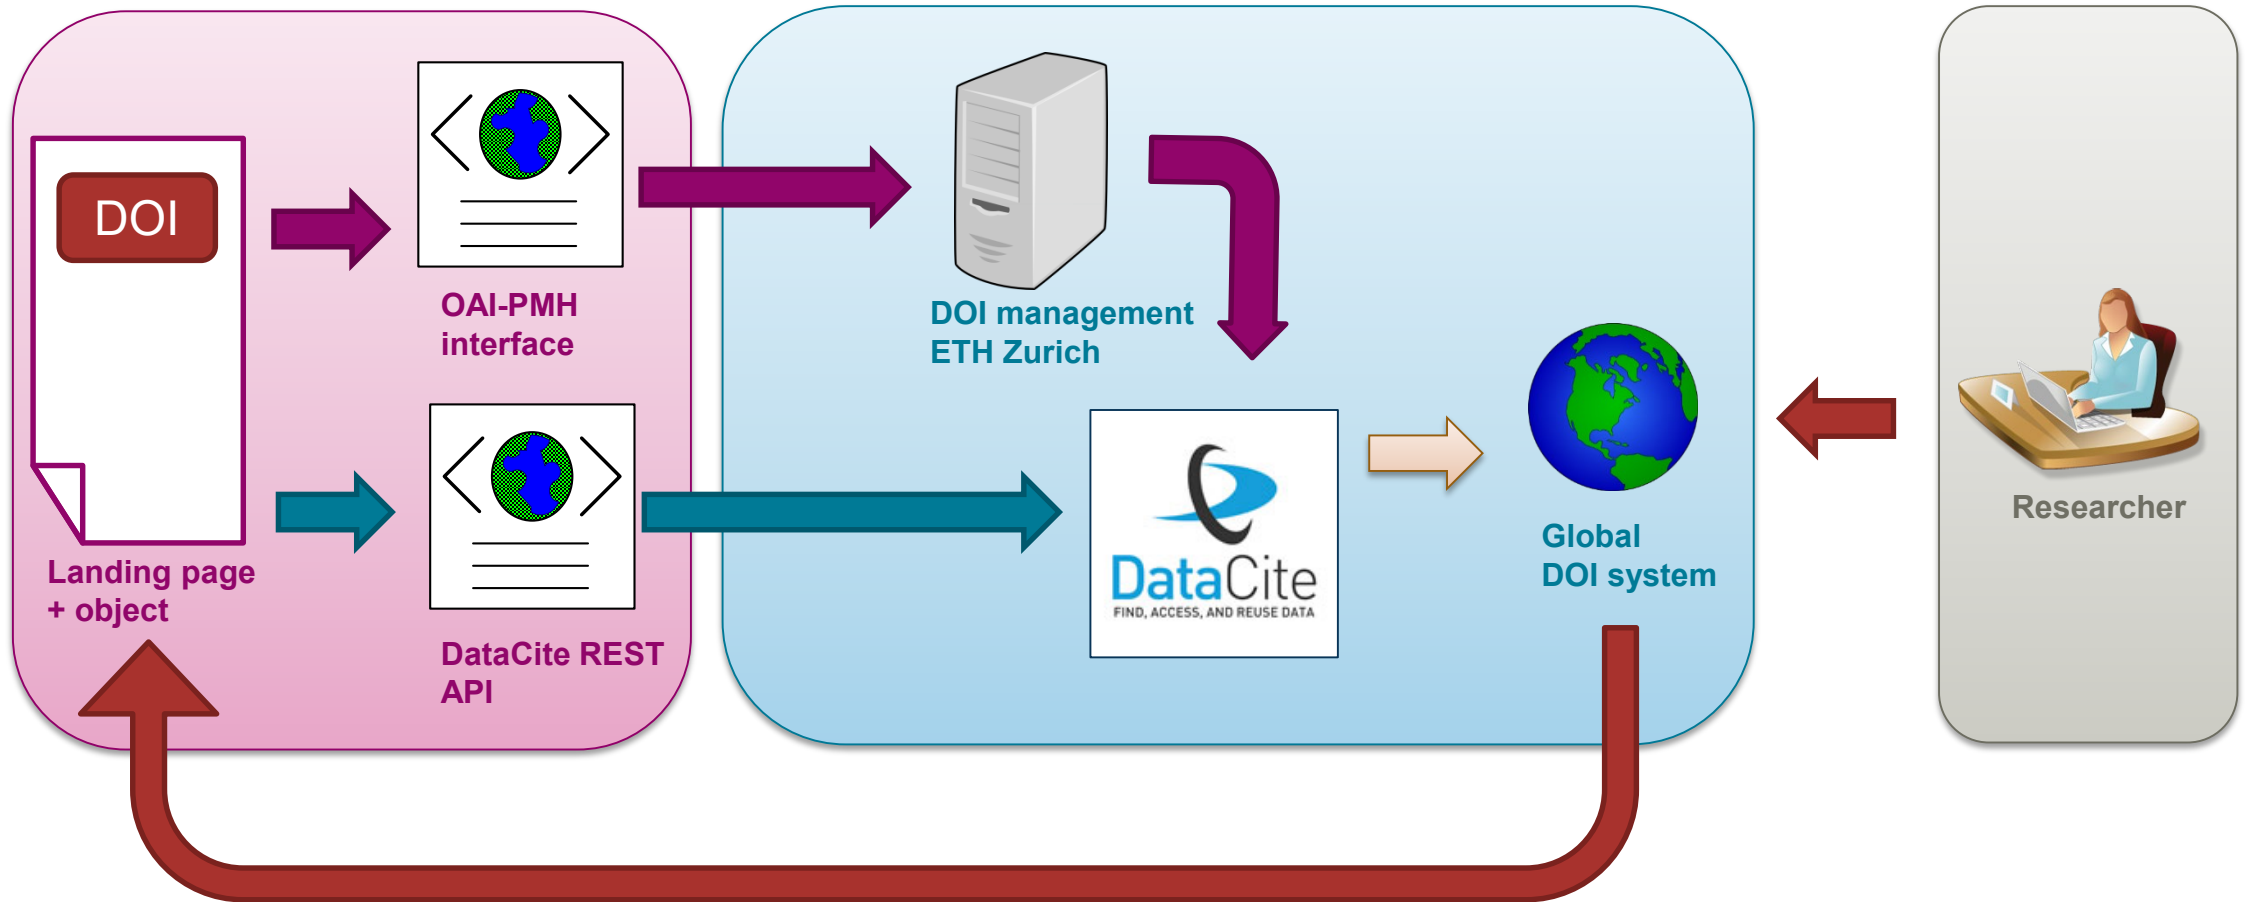 DOI
OAI-PMH
interface
Landing page
+ object
DataCite REST
API
DOI management
ETH Zurich
DataCite
FIND, ACCESS, AND REUSE DATA
Global
DOI system
Researcher